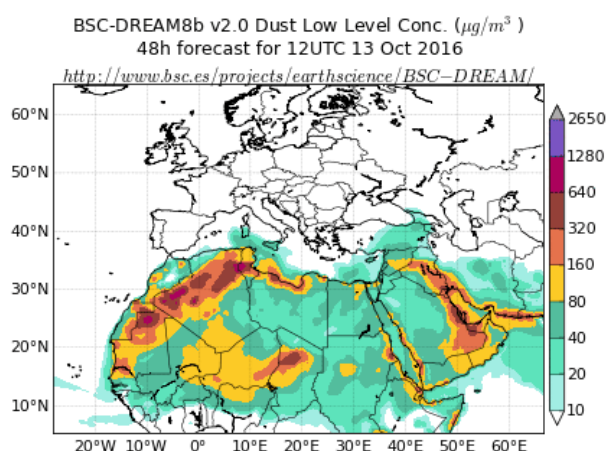 BSC-DREAM8b v2.0 Dust Low Level Conc. (μg/m³ )
48h forecast for 12UTC 13 Oct 2016
http://www.bsc.es/projects/earthscience/BSC−DREAM/
60°N
50°N
40°N
30°N
20°N
10°N
20°W 10°W 0° 10°E 20°E 30°E 40°E 50°E 60°E
2650
1280
640
320
160
80
40
20
10